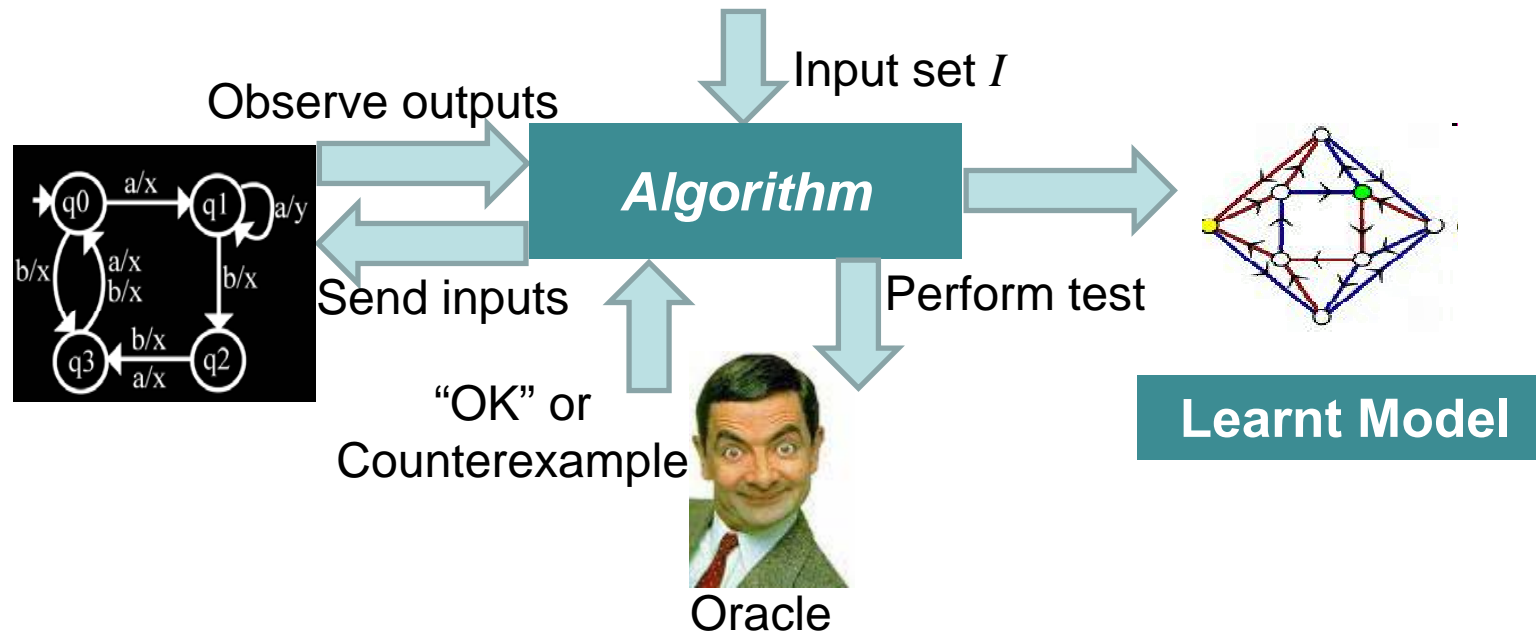 Input set I
Observe outputs
Algorithm
q0
a/x
q1
a/y
b/x
a/x
b/x
b/x
q3
b/x
a/x
q2
Send inputs
Perform test
“OK” or
Counterexample
Oracle
Learnt Model